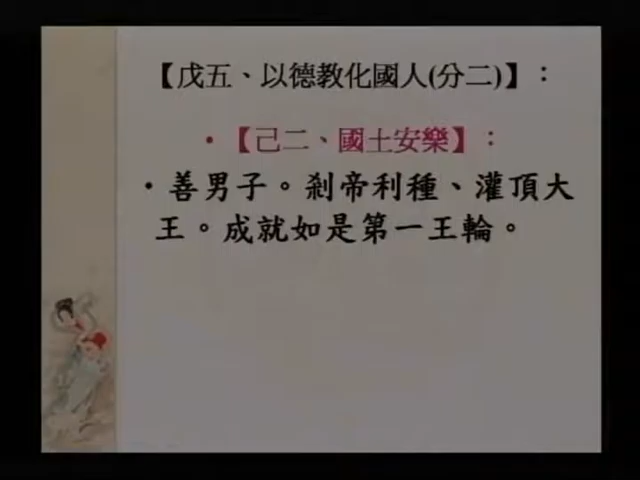 【戊五、以德教化國人(分二)】：
•【己二、國土安樂】：
•善男子。剎帝利種、灌頂大
王。成就如是第一王輪。